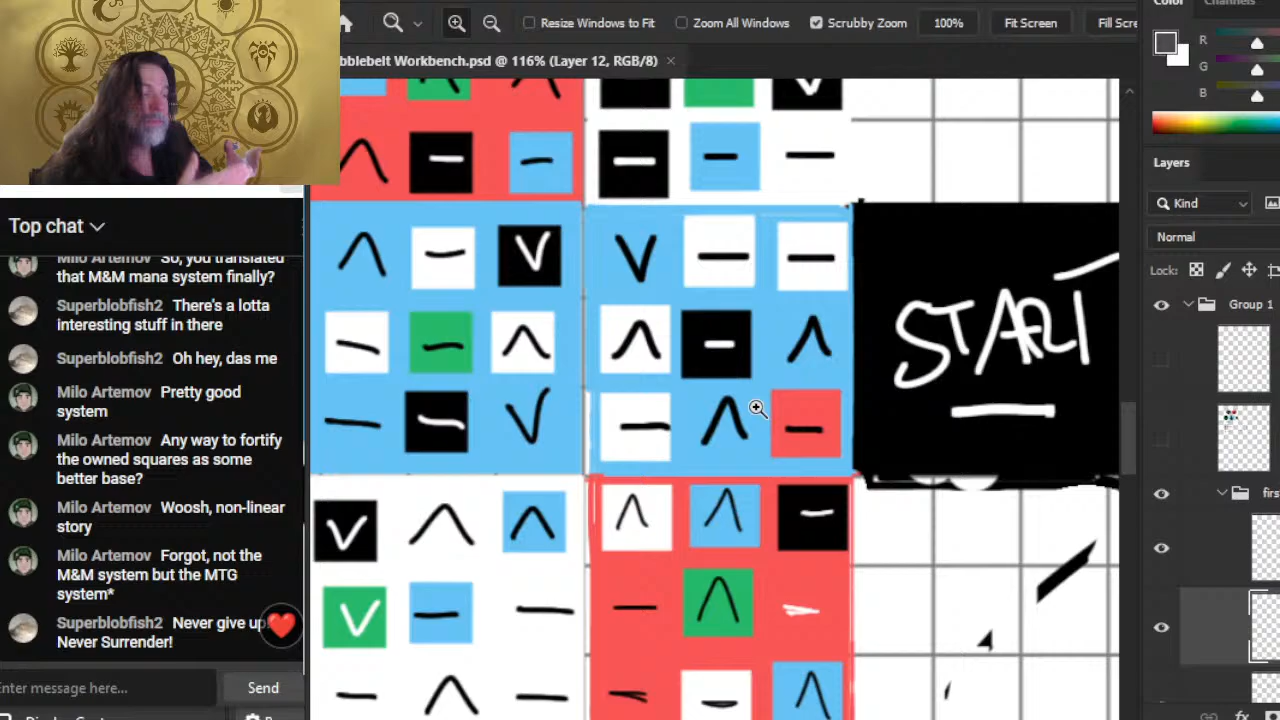 Resize Windows to Fit
Zoom All Windows
Scrubby Zoom
100%
Fit Screen
Fill Scre
Color
Channels
bblebelt Workbench.psd @ 116% (Layer 12, RGB/8)
R
G
B
Layers
Kind
Normal
Lock:
Group 1
firs
fx
START
Top chat
Milo Artemov So, you translated
that M&M mana system finally?
Superblobfish2 There's a lotta
interesting stuff in there
Superblobfish2 Oh hey, das me
Milo Artemov Pretty good
system
Milo Artemov Any way to fortify
the owned squares as some
better base?
Milo Artemov Woosh, non-linear
story
Milo Artemov Forgot, not the
M&M system but the MTG
system*
Superblobfish2 Never give up
Never Surrender!
Enter message here...
Send